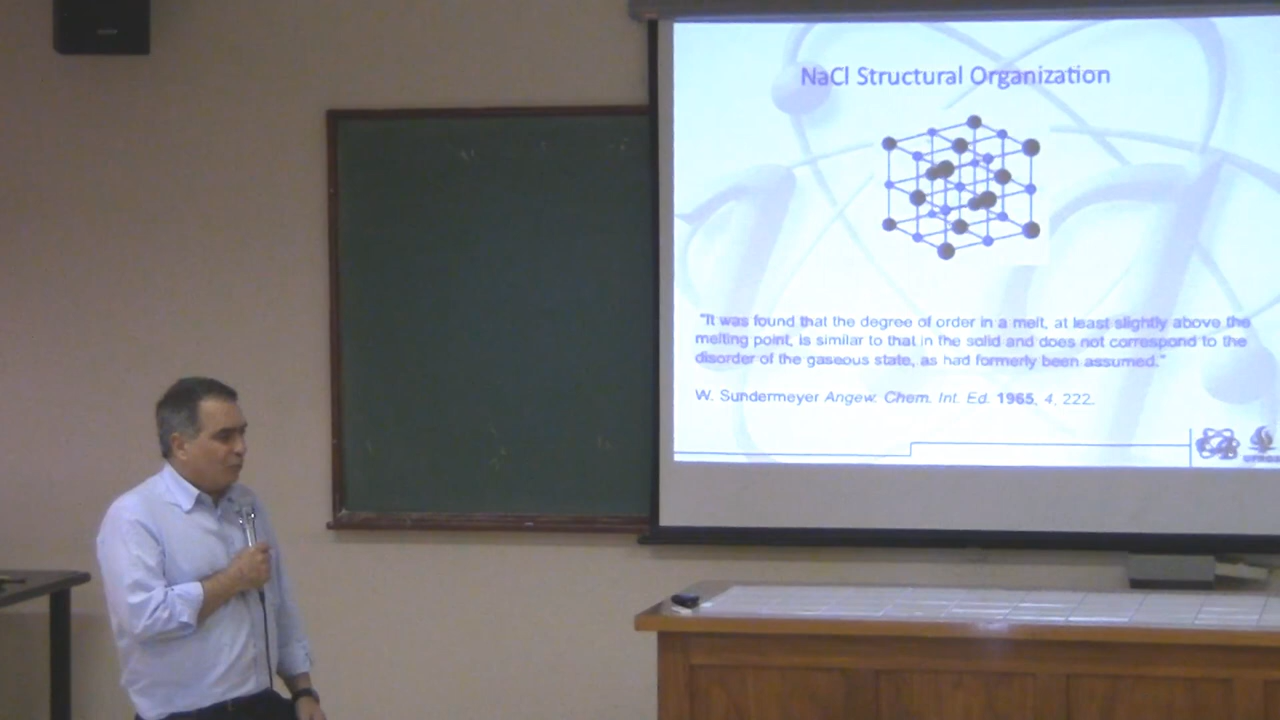 NaCl Structural Organization
"It was found that the degree of order in a melt, at least slightly above the
melting point, is similar to that in the solid and does not correspond to the
disorder of the gaseous state, as had formerly been assumed."
W. Sundermeyer Angew. Chem. Int. Ed. 1965, 4, 222.